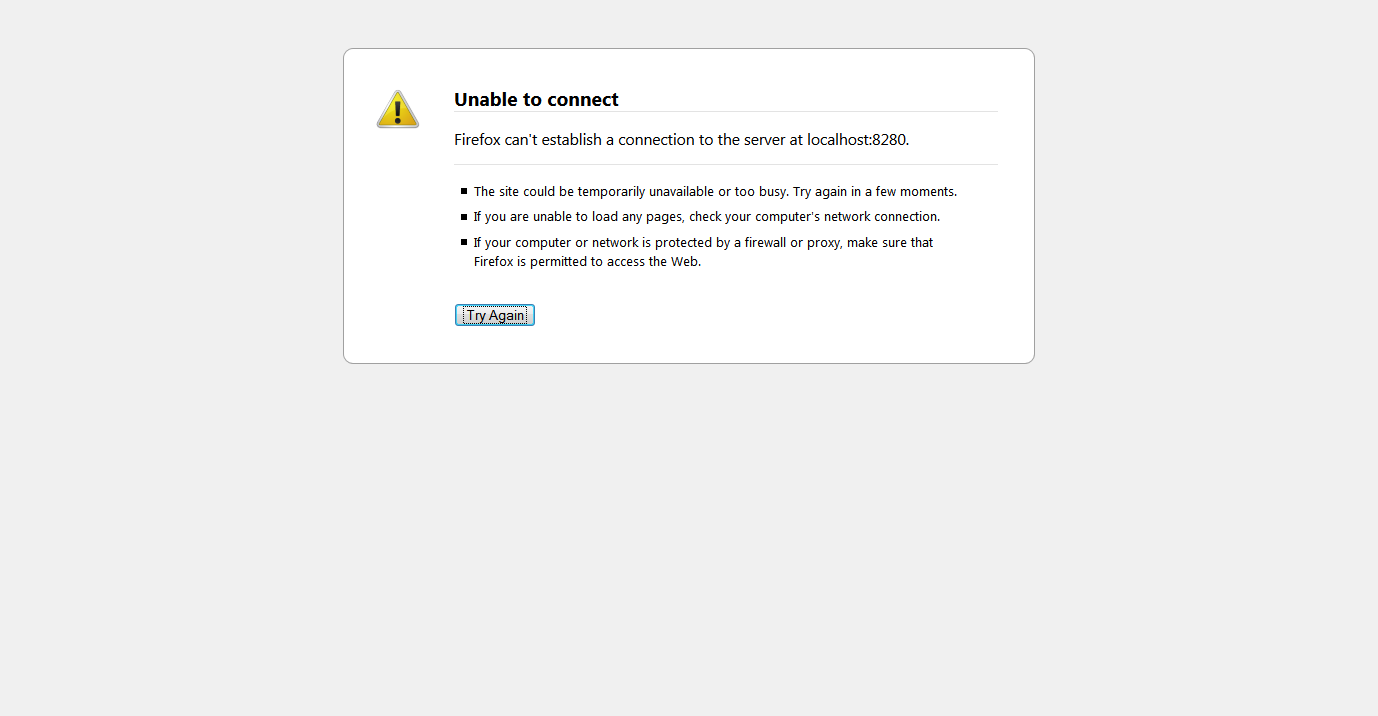 Unable to connect
Firefox can't establish a connection to the server at localhost:8280.
The site could be temporarily unavailable or too busy. Try again in a few moments.
If you are unable to load any pages, check your computer's network connection.
If your computer or network is protected by a firewall or proxy, make sure that
Firefox is permitted to access the Web.
Try Again